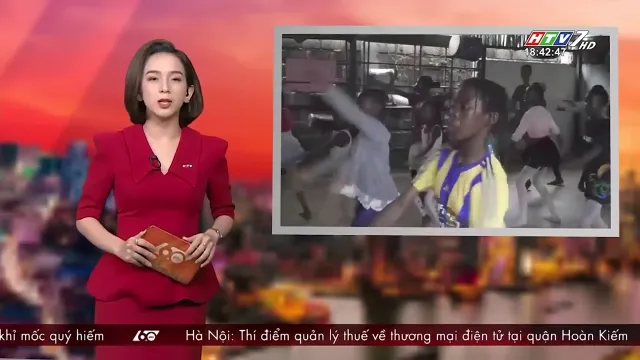 HTV7 HD
18:42:47
khỉ mốc quý hiếm 60 Hà Nội: Thí điểm quản lý thuế về thương mại điện tử tại quận Hoàn Kiếm